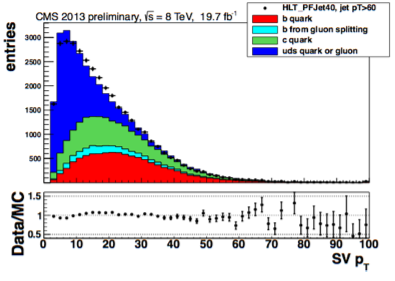 CMS 2013 preliminary, √s = 8 TeV, 19.7 fb⁻¹
HLT_PFJet40, jet pT>60
b quark
b from gluon splitting
c quark
uds quark or gluon
entries
3000
2500
2000
1500
1000
500
Data/MC
1.5
1
0.5
0 10 20 30 40 50 60 70 80 90 100
SV p_T